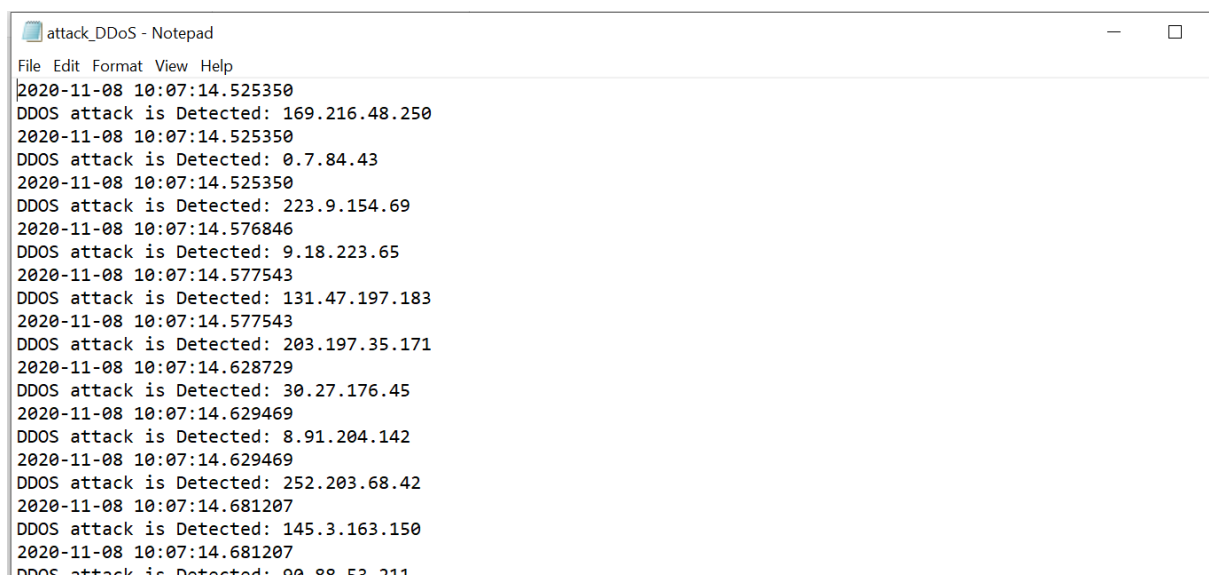 attack_DDoS - Notepad
File Edit Format View Help
2020-11-08 10:07:14.525350
DDOS attack is Detected: 169.216.48.250
2020-11-08 10:07:14.525350
DDOS attack is Detected: 0.7.84.43
2020-11-08 10:07:14.525350
DDOS attack is Detected: 223.9.154.69
2020-11-08 10:07:14.576846
DDOS attack is Detected: 9.18.223.65
2020-11-08 10:07:14.577543
DDOS attack is Detected: 131.47.197.183
2020-11-08 10:07:14.577543
DDOS attack is Detected: 203.197.35.171
2020-11-08 10:07:14.628729
DDOS attack is Detected: 30.27.176.45
2020-11-08 10:07:14.629469
DDOS attack is Detected: 8.91.204.142
2020-11-08 10:07:14.629469
DDOS attack is Detected: 252.203.68.42
2020-11-08 10:07:14.681207
DDOS attack is Detected: 145.3.163.150
2020-11-08 10:07:14.681207
DDOS attack is Detected: 90.88.53.211